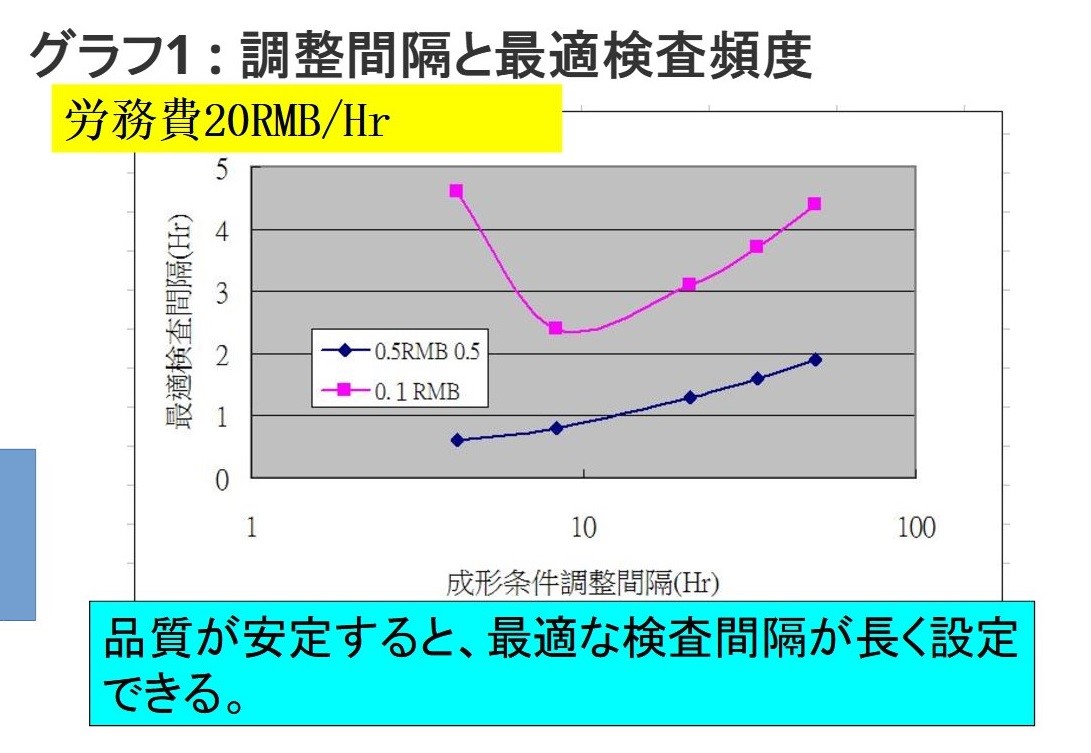 グラフ1：調整間隔と最適検査頻度
労務費20RMB/Hr
最適検査間隔(Hr)
5
4
3
2
1
0
0.5RMB 0.5
0.1 RMB
1 10 100
成形条件調整間隔(Hr)
品質が安定すると、最適な検査間隔が長く設定
できる。